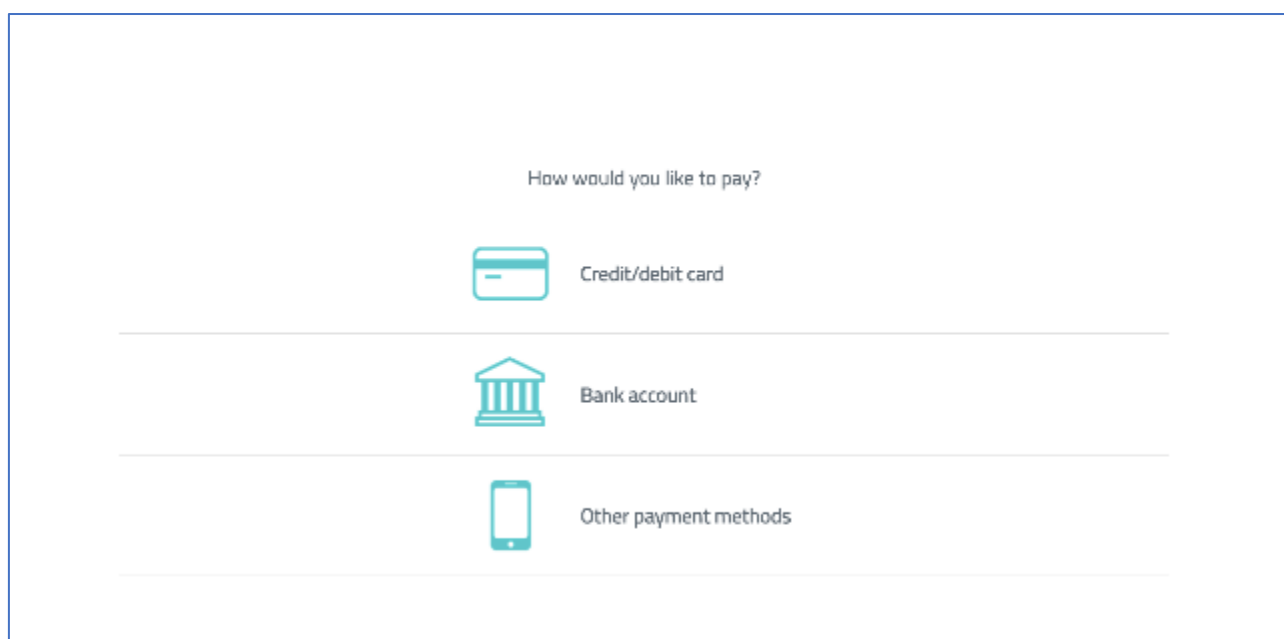 How would you like to pay?
Credit/debit card
Bank account
Other payment methods